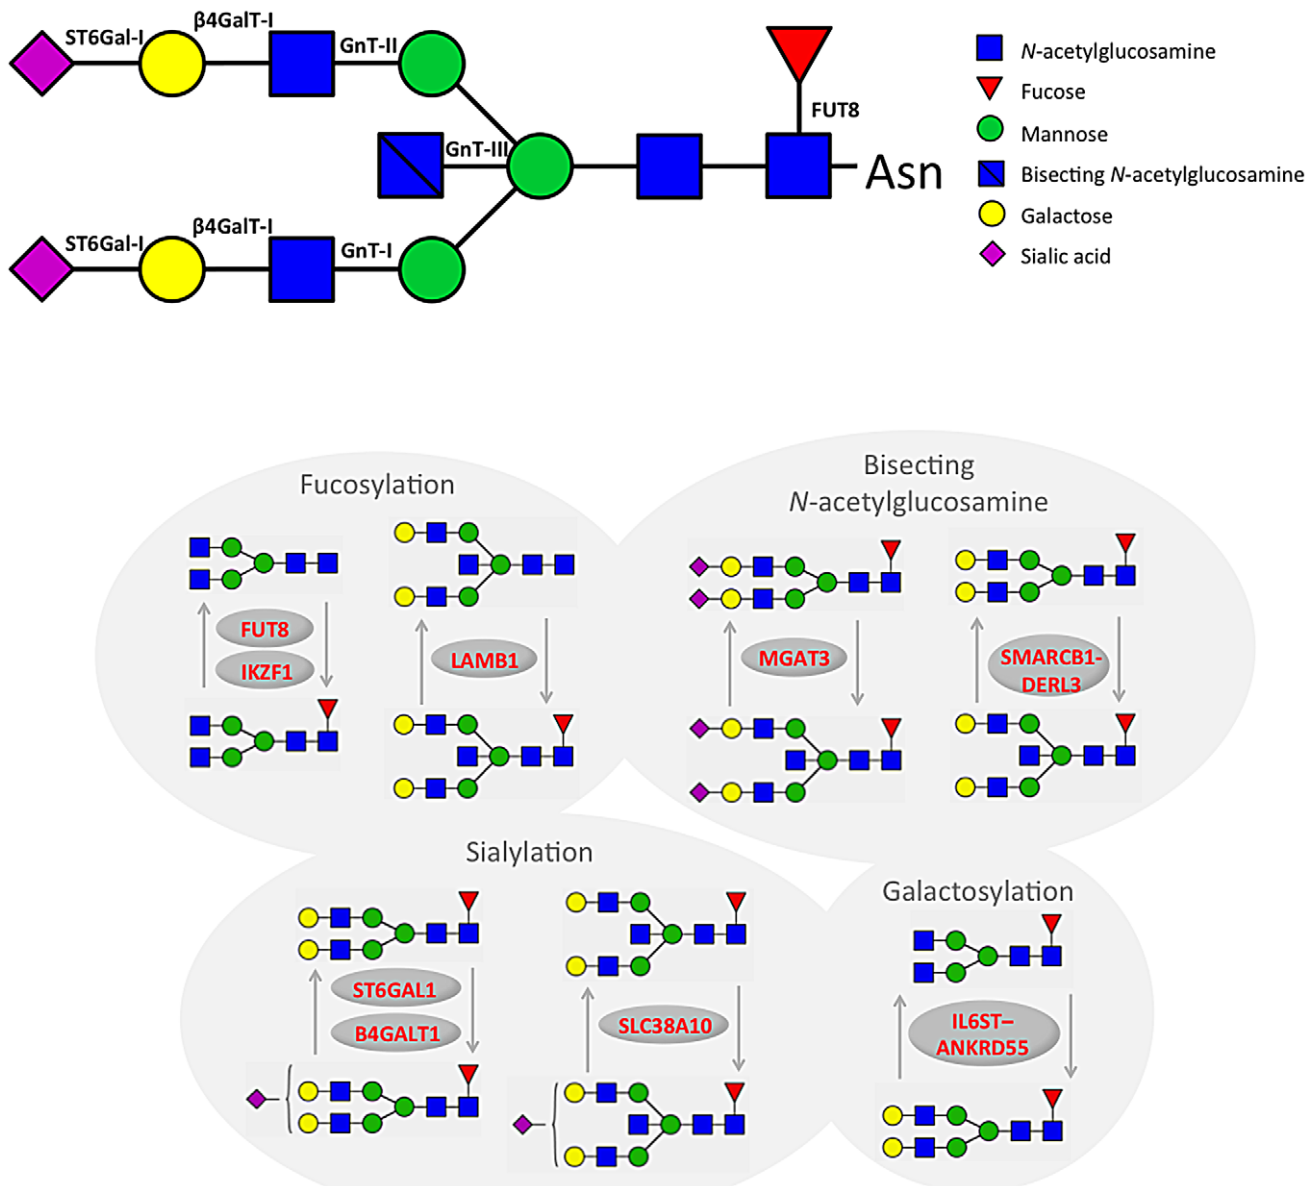 ST6Gal-I
β4GalT-I
GnT-II
FUT8
GnT-III
Asn
ST6Gal-I
β4GalT-I
GnT-I
N-acetylglucosamine
Fucose
Mannose
Bisecting N-acetylglucosamine
Galactose
Sialic acid
Fucosylation
FUT8
IKZF1
LAMB1
Bisecting
N-acetylglucosamine
MGAT3
SMARCB1-
DERL3
Sialylation
ST6GAL1
B4GALT1
SLC38A10
Galactosylation
IL6ST–
ANKRD55